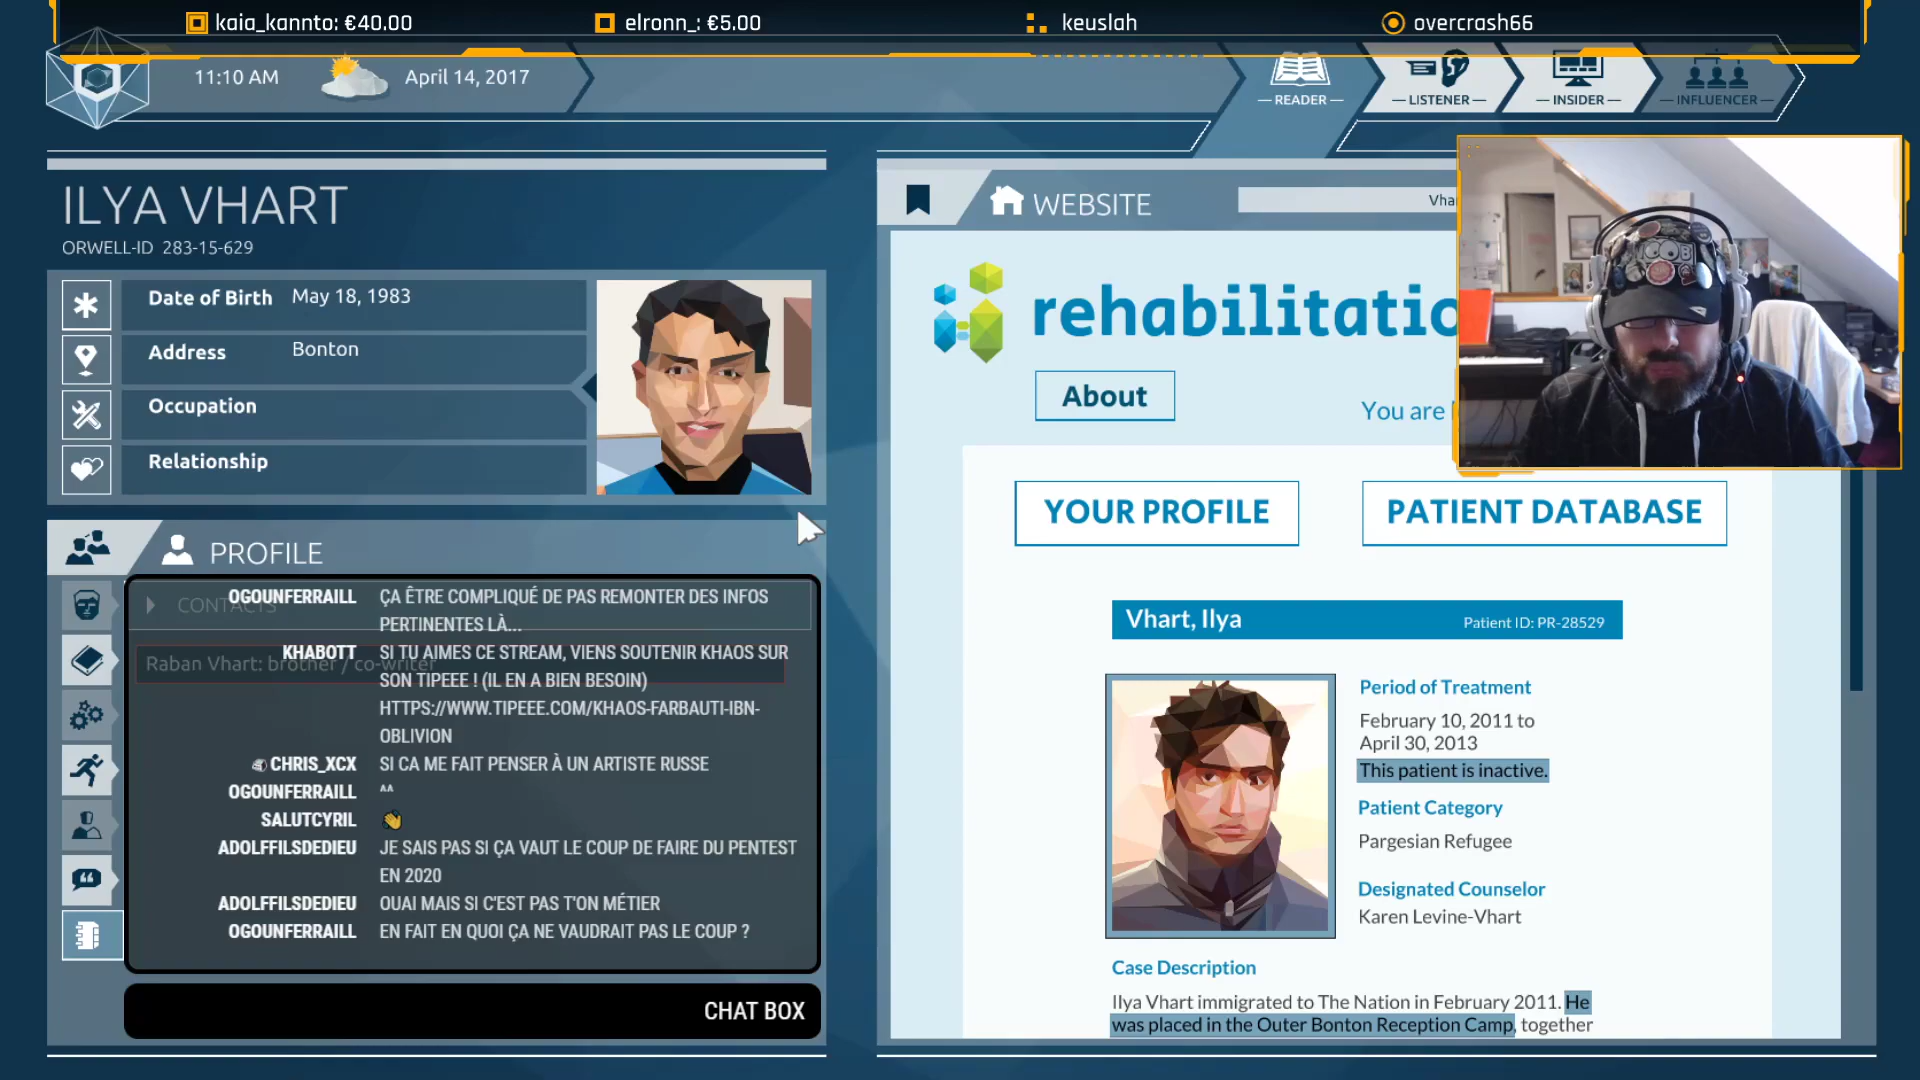 kaia_kannto: €40.00
elronn_: €5.00
keuslah
overcrash66
11:10 AM
April 14, 2017
READER
LISTENER
INSIDER
INFLUENCER
ILYA VHART
ORWELL-ID 283-15-629
Date of Birth May 18, 1983
Address Bonton
Occupation
Relationship
PROFILE
CONTACTS
Raban Vhart: brother / co-writer
OGOUNFERRAILL ÇA ÊTRE COMPLIQUÉ DE PAS REMONTER DES INFOS
PERTINENTES LÀ...
KHABOTT SI TU AIMES CE STREAM, VIENS SOUTENIR KHAOS SUR
SON TIPEEE ! (IL EN A BIEN BESOIN)
HTTPS://WWW.TIPEEE.COM/KHAOS-FARBAUTI-IBN-
OBLIVION
CHRIS_XCX SI CA ME FAIT PENSER À UN ARTISTE RUSSE
OGOUNFERRAILL ^^
SALUTCYRIL 👏
ADOLFFILSDEDIEU JE SAIS PAS SI ÇA VAUT LE COUP DE FAIRE DU PENTEST
EN 2020
ADOLFFILSDEDIEU OUAI MAIS SI C'EST PAS T'ON MÉTIER
OGOUNFERRAILL EN FAIT EN QUOI ÇA NE VAUDRAIT PAS LE COUP ?
CHAT BOX
WEBSITE
Vha
rehabilitatio
About
You are
YOUR PROFILE
PATIENT DATABASE
Vhart, Ilya
Patient ID: PR-28529
Period of Treatment
February 10, 2011 to
April 30, 2013
This patient is inactive.
Patient Category
Pargesian Refugee
Designated Counselor
Karen Levine-Vhart
Case Description
Ilya Vhart immigrated to The Nation in February 2011. He
was placed in the Outer Bonton Reception Camp, together